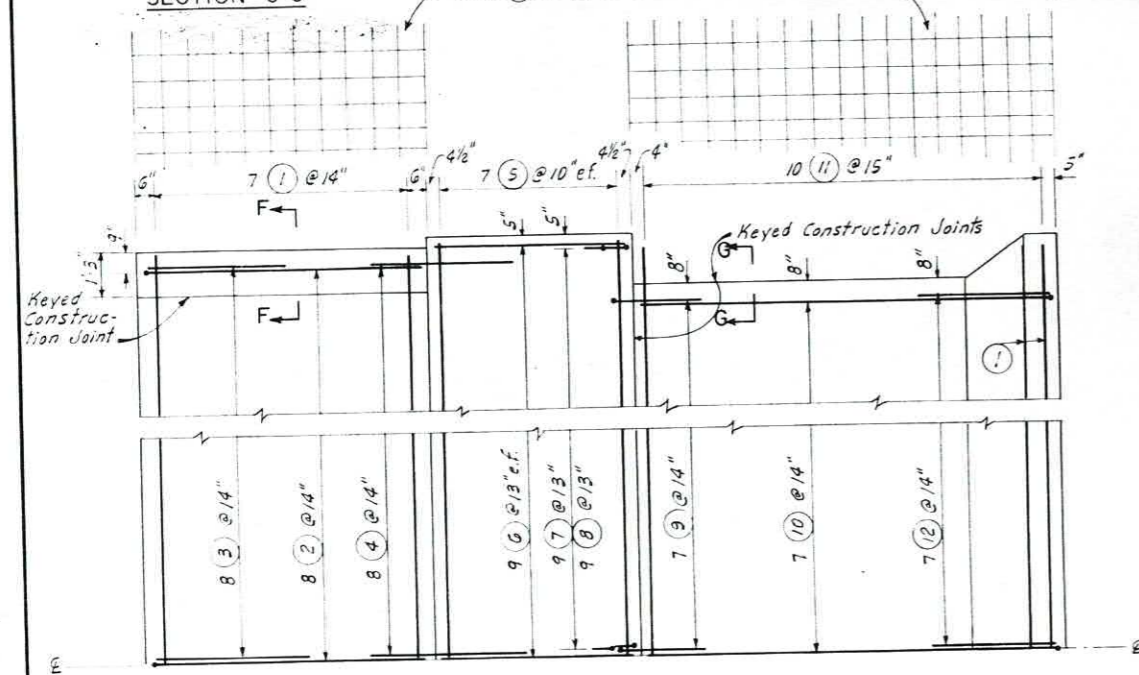 SECTION C-C
6"
7 (1) @14"
6"
4½"
7 (5) @10" e.f.
4½"
4"
10 (11) @15"
5"
F
9"
1'3"
5"
5"
Keyed Construction Joints
G
8"
8"
8"
Keyed
Construc-
tion Joint
F
G
(1)
8 (3) @14"
8 (2) @14"
8 (4) @14"
9 (6) @13" e.f.
9 (7) @13"
9 (8) @13"
7 (9) @14"
7 (10) @14"
7 (12) @14"
℄
℄